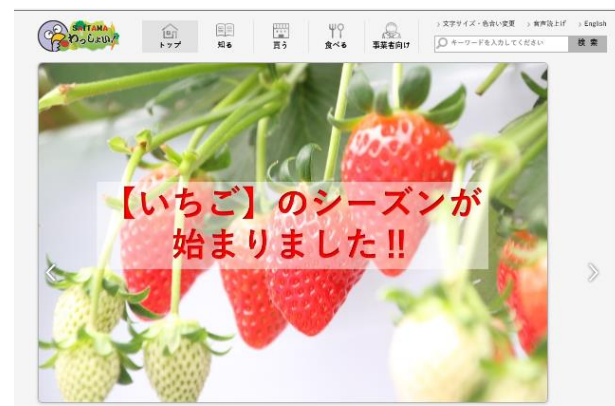 SAITAMA
わっしょい!
トップ
知る
買う
食べる
事業者向け
› 文字サイズ・色合い変更 › 音声読上げ › English
キーワードを入力してください
検 索
【いちご】のシーズンが
始まりました!!